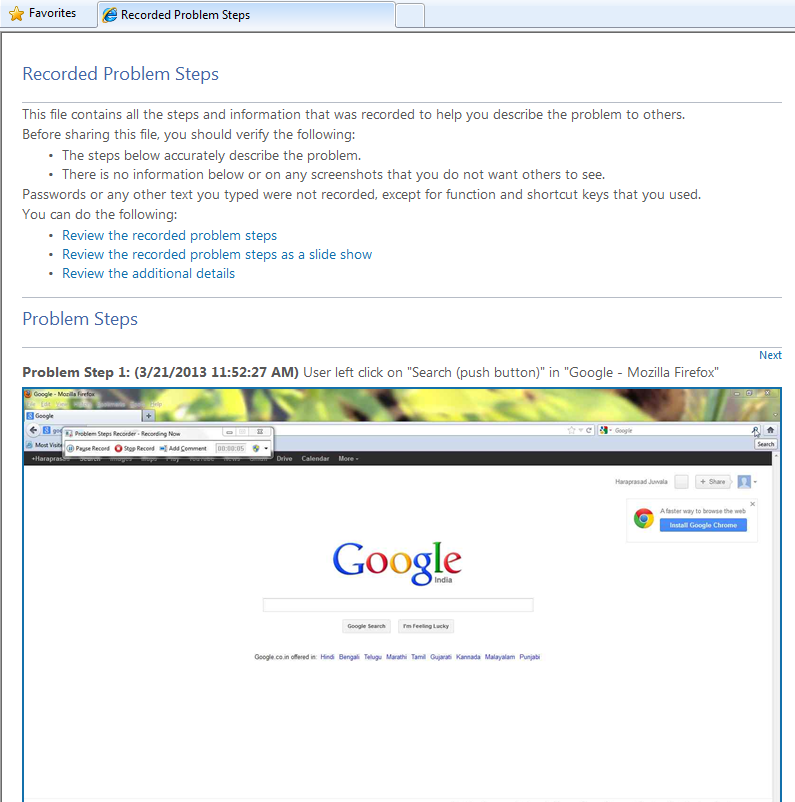 Favorites
Recorded Problem Steps
Recorded Problem Steps
This file contains all the steps and information that was recorded to help you describe the problem to others.
Before sharing this file, you should verify the following:
• The steps below accurately describe the problem.
• There is no information below or on any screenshots that you do not want others to see.
Passwords or any other text you typed were not recorded, except for function and shortcut keys that you used.
You can do the following:
• Review the recorded problem steps
• Review the recorded problem steps as a slide show
• Review the additional details
Problem Steps
Next
Problem Step 1: (3/21/2013 11:52:27 AM) User left click on "Search (push button)" in "Google - Mozilla Firefox"
Google - Mozilla Firefox
Google
Problem Steps Recorder - Recording Now
Google
Most Visite
Pause Record Stop Record Add Comment 00:00:05
Search
+Haraprasad Drive Calendar More
Haraprasad Juvvala + Share
A faster way to browse the web
Install Google Chrome
Google
India
Google Search I'm Feeling Lucky
Google.co.in offered in: Hindi Bengali Telugu Marathi Tamil Gujarati Kannada Malayalam Punjabi